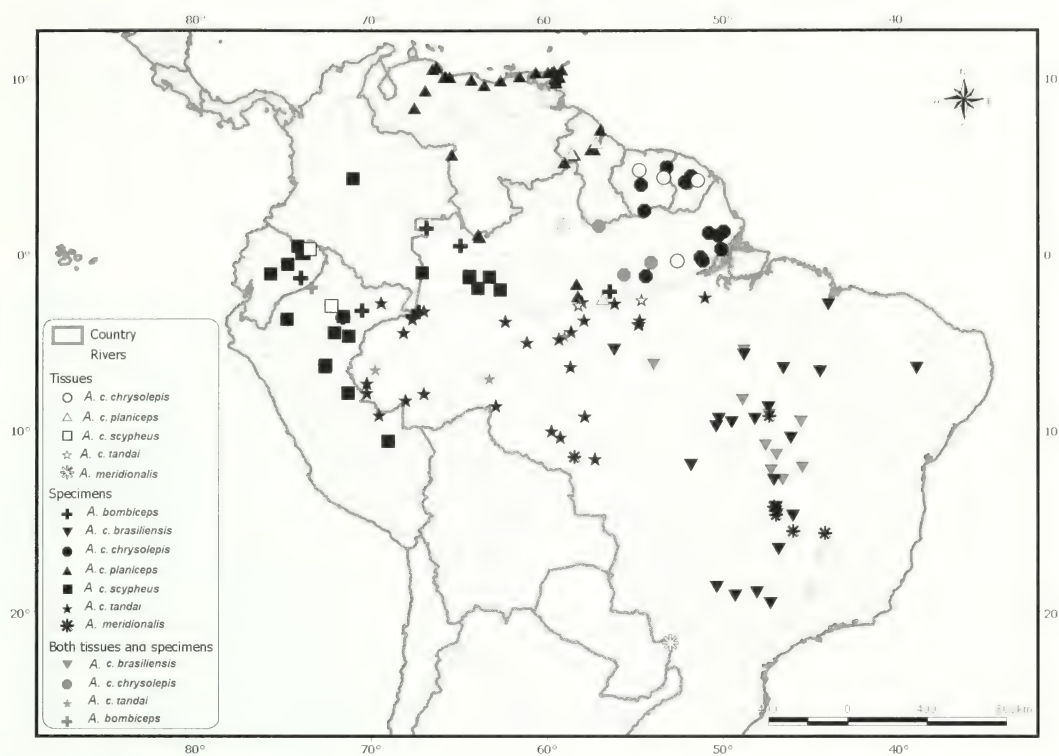 80° 70 60 50 40
10° 10
0° 0
10° 10
20° 20
Country
Rivers
Tissues
A. c. chrysolepis
A. c. planiceps
A. c. scypheus
A. c. tandai
A. meridionalis
Specimens
A. bombiceps
A. c. brasiliensis
A. c. chrysolepis
A. c. planiceps
A. c. scypheus
A. c. tandai
A. meridionalis
Both tissues and specimens
A. c. brasiliensis
A. c. chrysolepis
A. c. tandai
A. bombiceps
0 400
80° 70° 60° 50° 40°